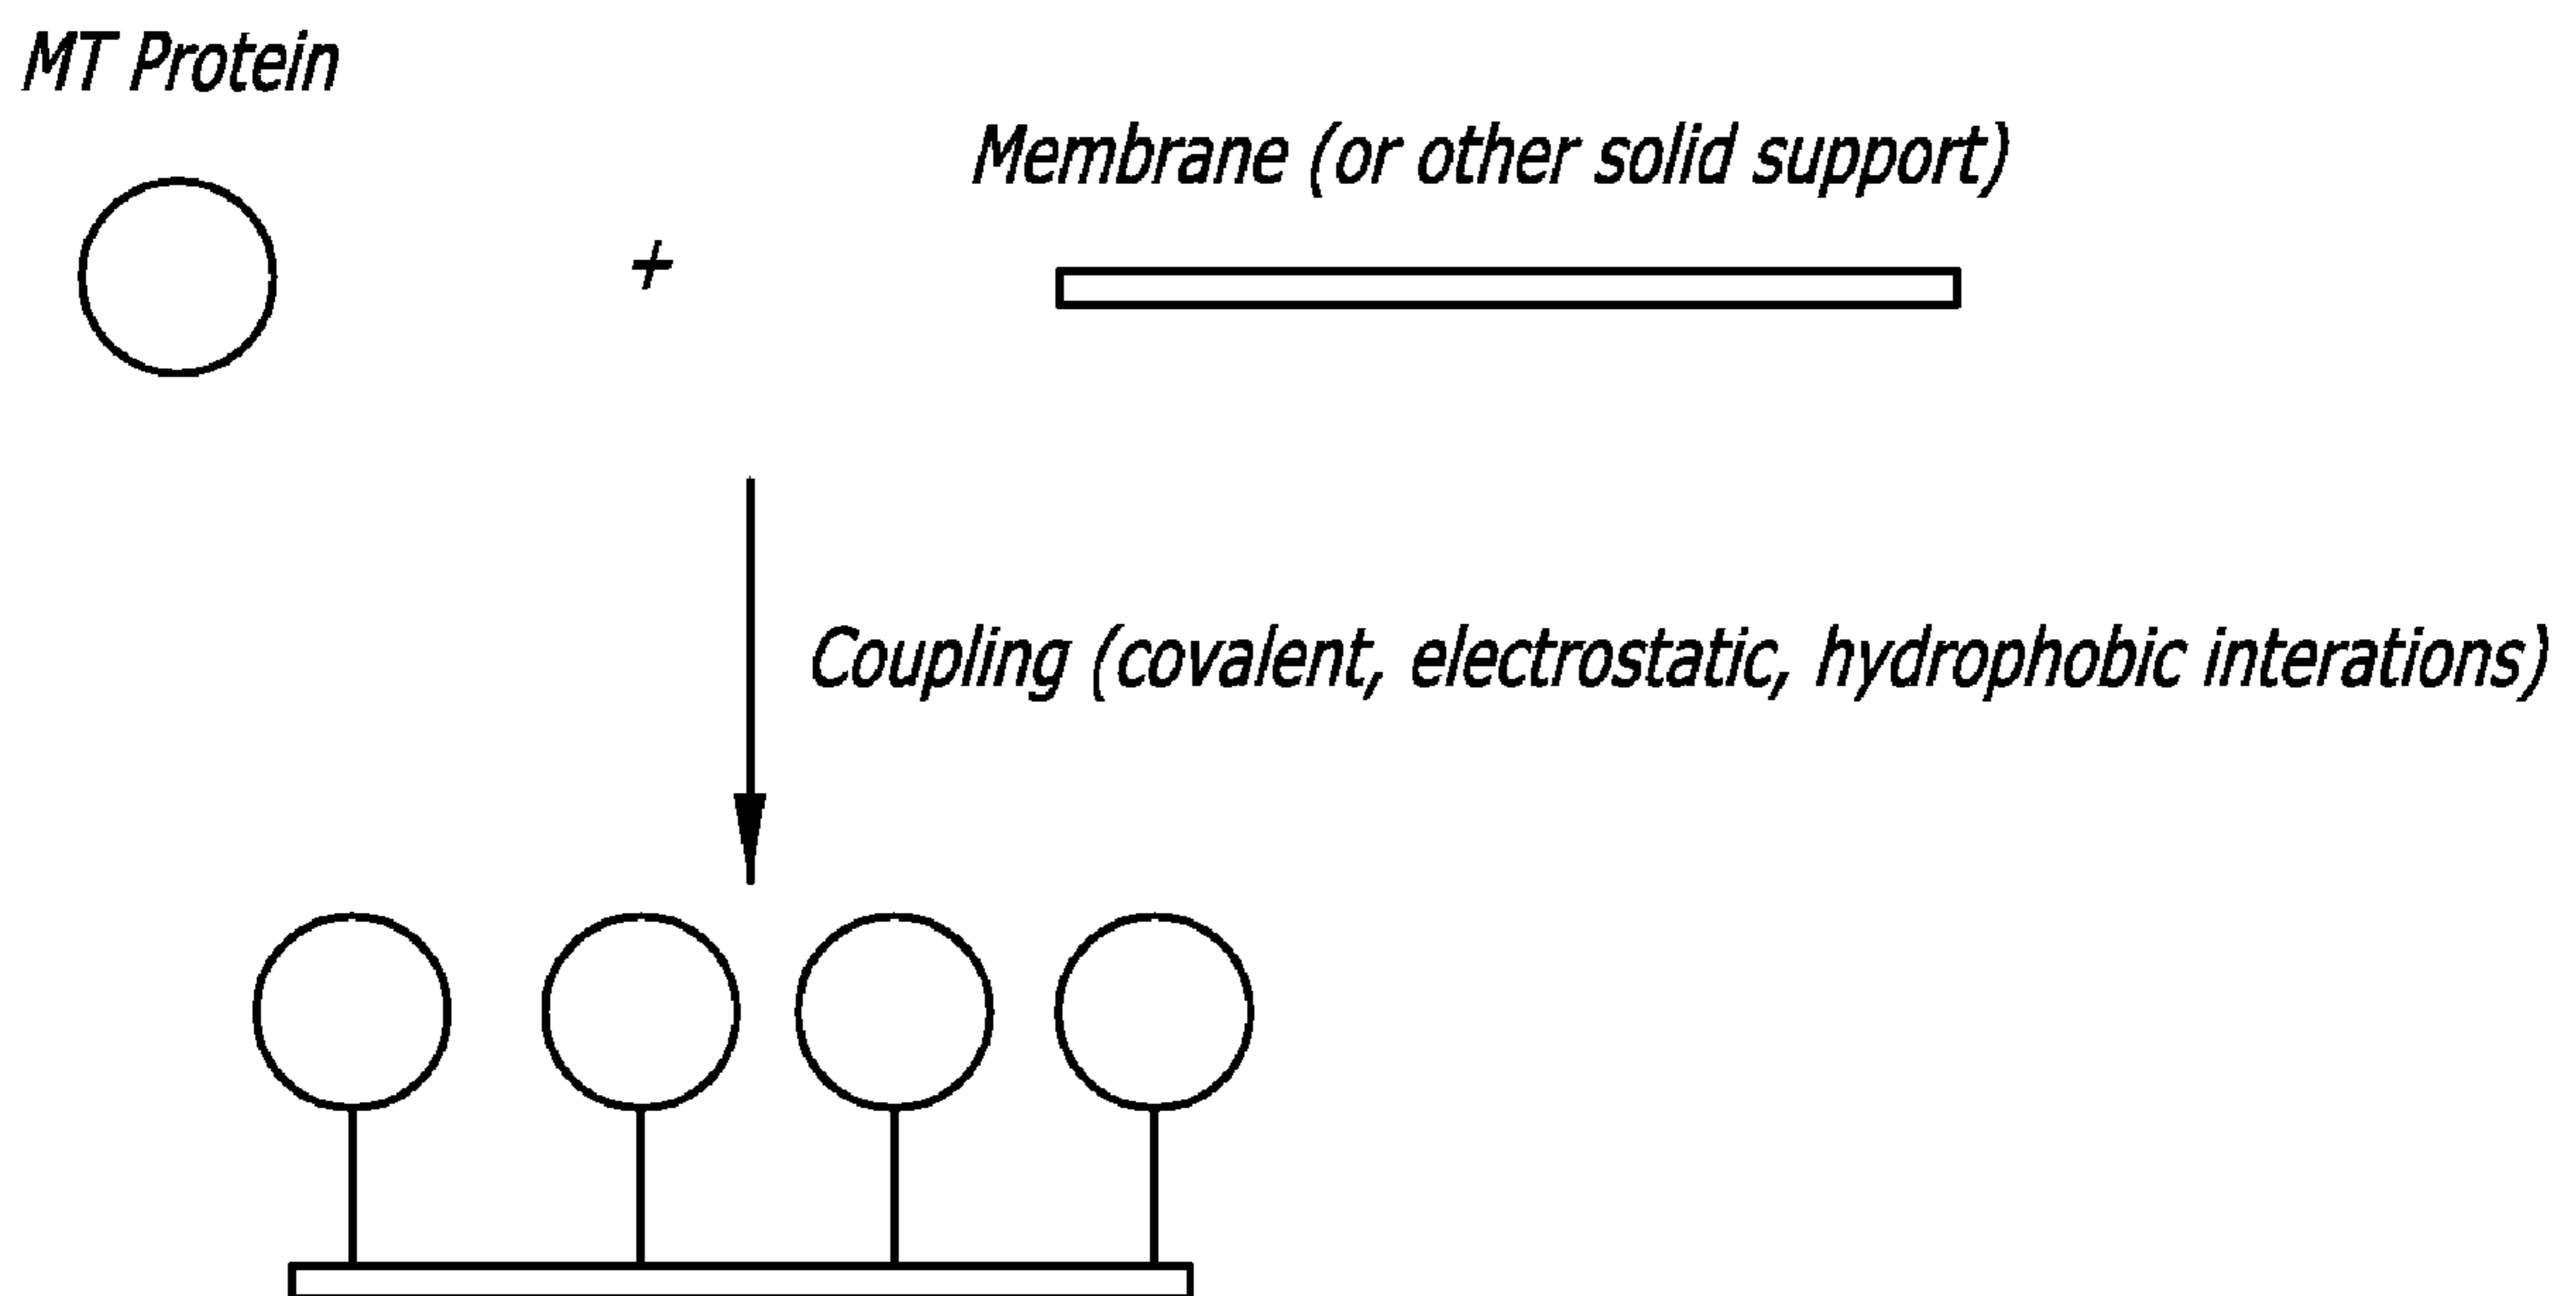 MT Protein
Membrane (or other solid support)
+
Coupling (covalent, electrostatic, hydrophobic interations)